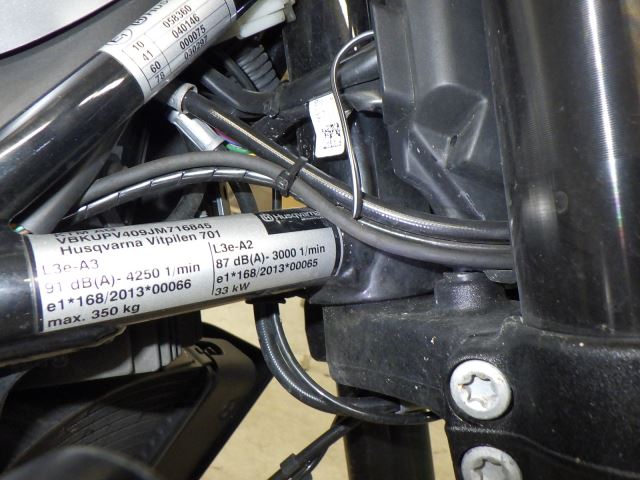 10 058360
41 040146
60 000075
78 030297
VBKUPV409JM716845
Husqvarna Vitpilen 701
L3e-A3
91 dB(A)- 4250 1/min
e1*168/2013*00066
max. 350 kg
Husqvarna
L3e-A2
87 dB(A)- 3000 1/min
e1*168/2013*00065
33 kW